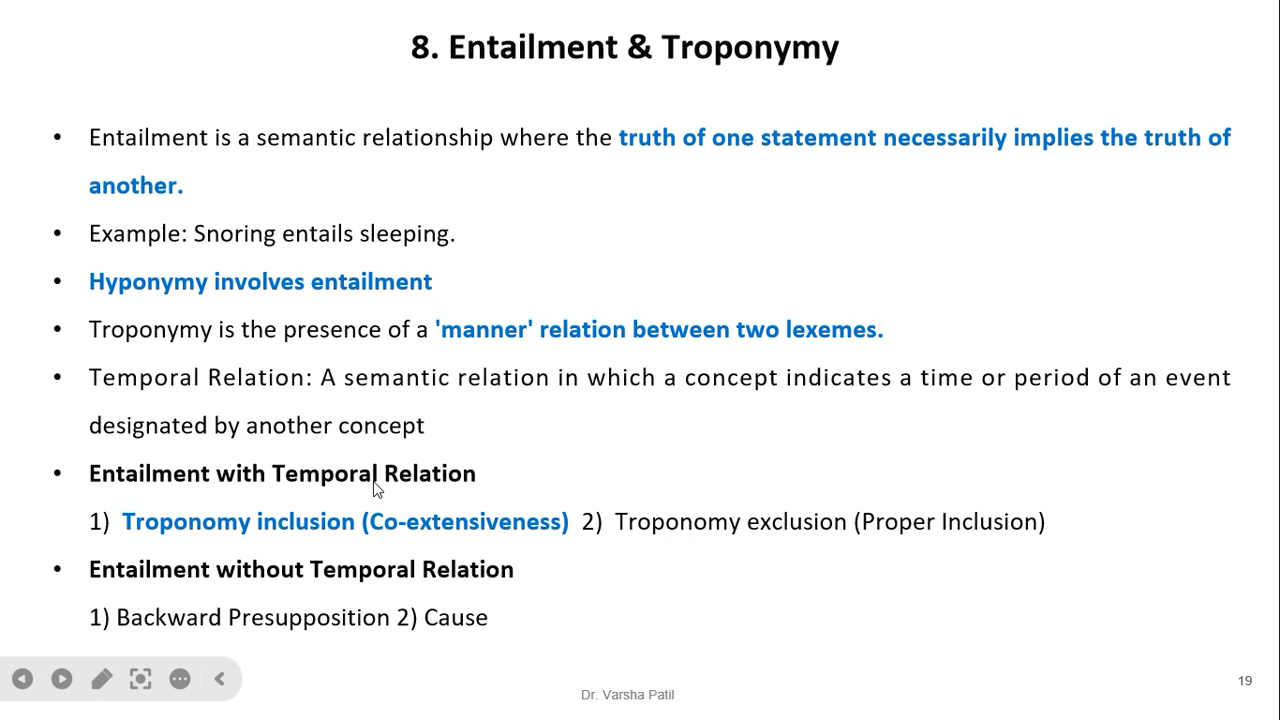 8. Entailment & Troponymy
• Entailment is a semantic relationship where the truth of one statement necessarily implies the truth of
another.
• Example: Snoring entails sleeping.
• Hyponymy involves entailment
• Troponymy is the presence of a 'manner' relation between two lexemes.
• Temporal Relation: A semantic relation in which a concept indicates a time or period of an event
designated by another concept
• Entailment with Temporal Relation
1) Troponomy inclusion (Co-extensiveness) 2) Troponomy exclusion (Proper Inclusion)
• Entailment without Temporal Relation
1) Backward Presupposition 2) Cause
19
Dr. Varsha Patil